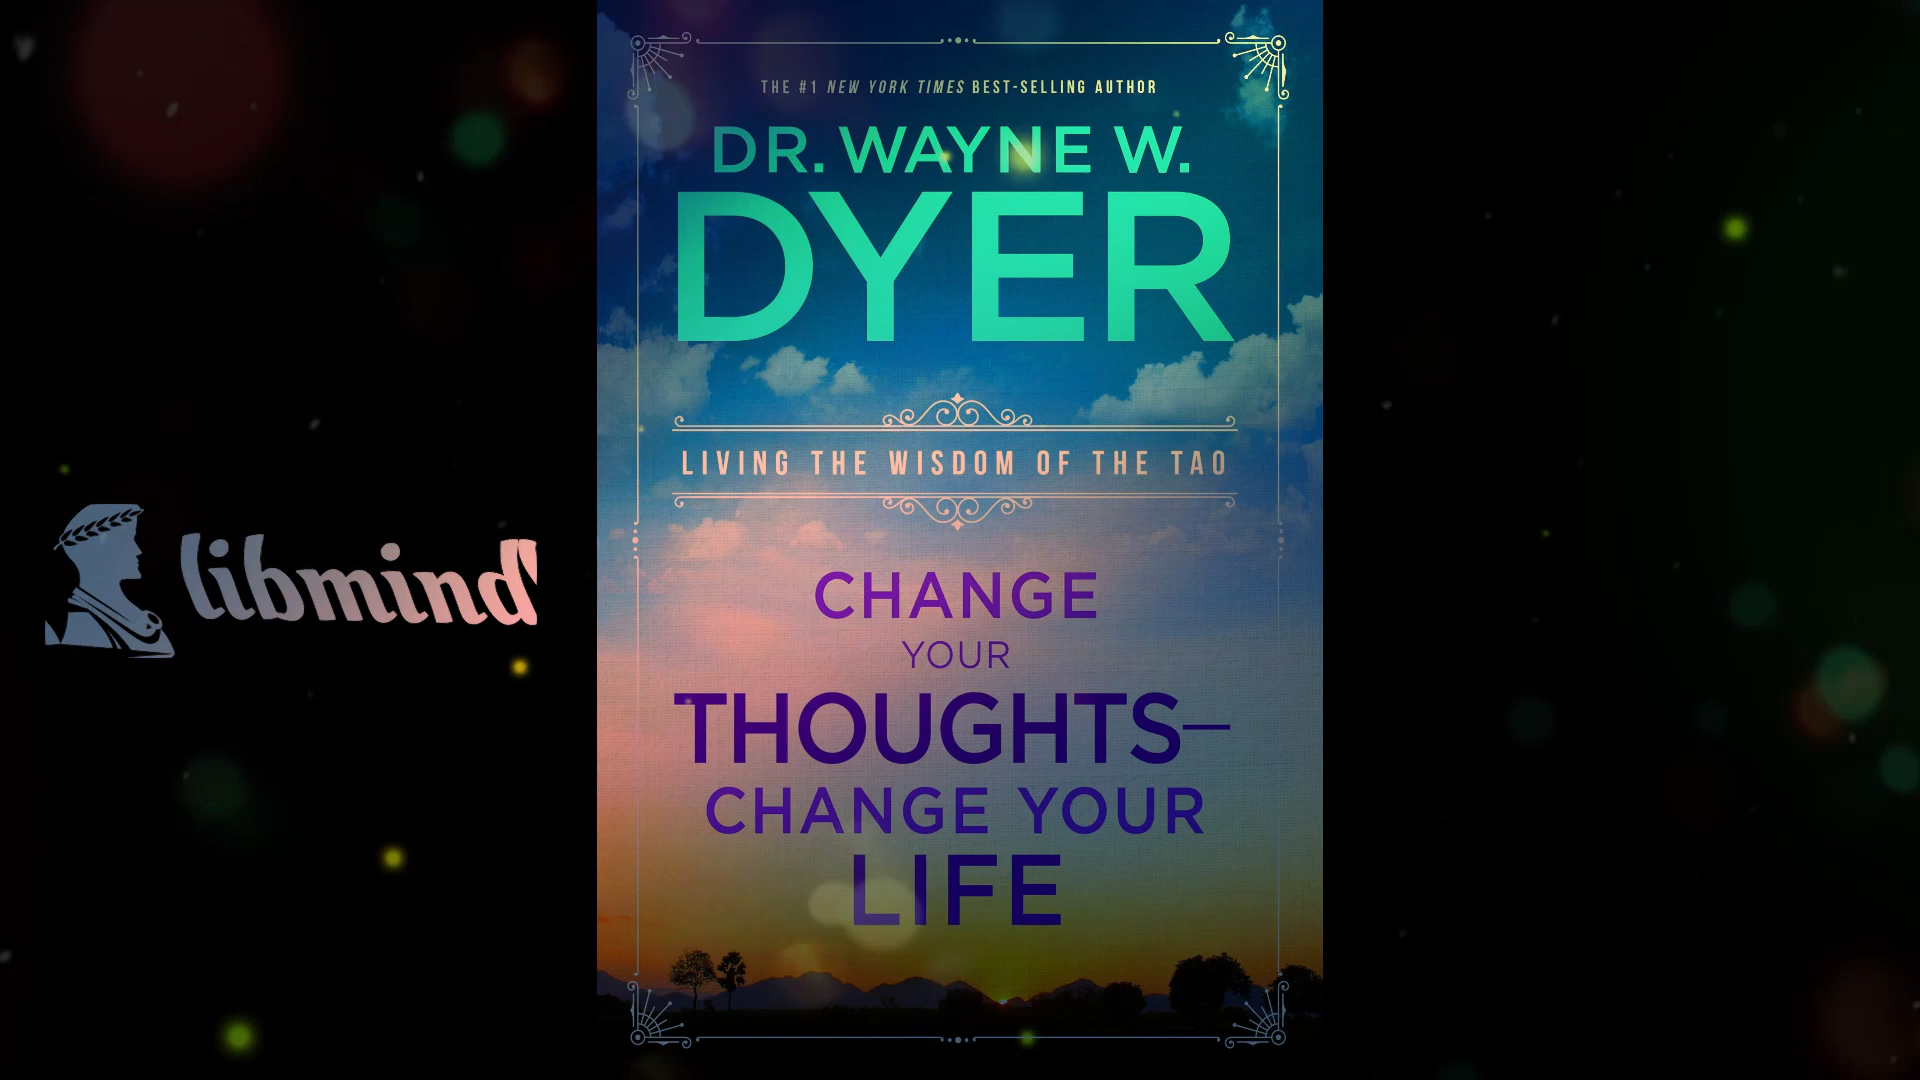 THE #1 NEW YORK TIMES BEST-SELLING AUTHOR
DR. WAYNE W.
DYER
LIVING THE WISDOM OF THE TAO
libmind
CHANGE
YOUR
THOUGHTS—
CHANGE YOUR
LIFE